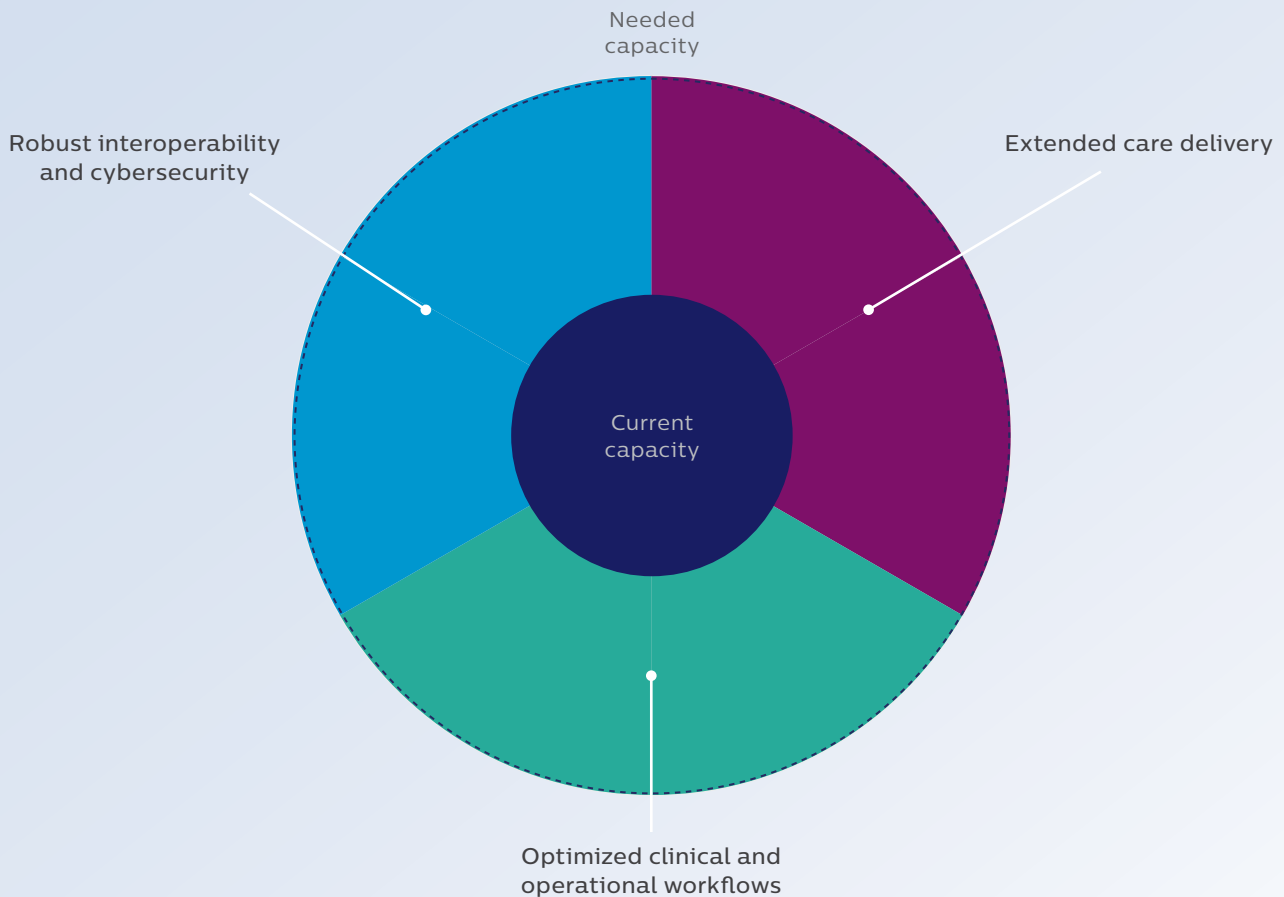 Needed
capacity
Robust interoperability
and cybersecurity
Extended care delivery
Current
capacity
Optimized clinical and
operational workflows